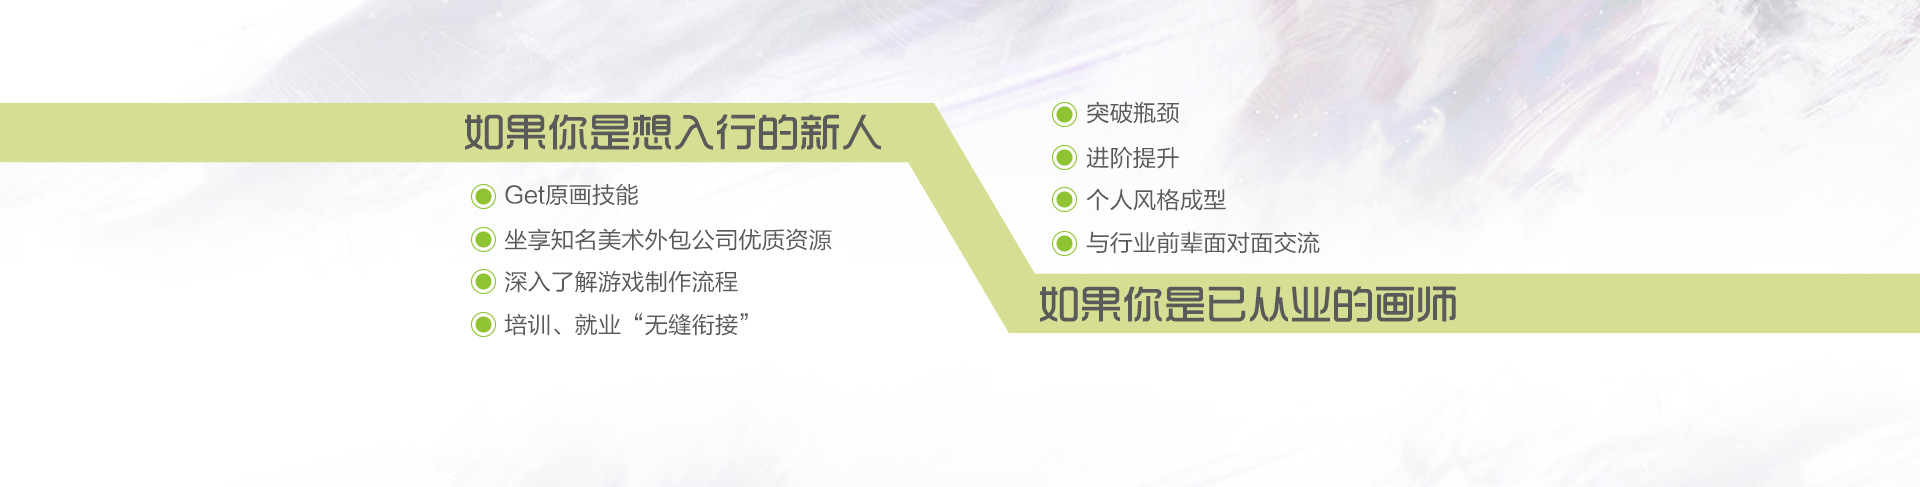 如果你是想入行的新人
Get原画技能
坐享知名美术外包公司优质资源
深入了解游戏制作流程
培训、就业“无缝衔接”
突破瓶颈
进阶提升
个人风格成型
与行业前辈面对面交流
如果你是已从业的画师